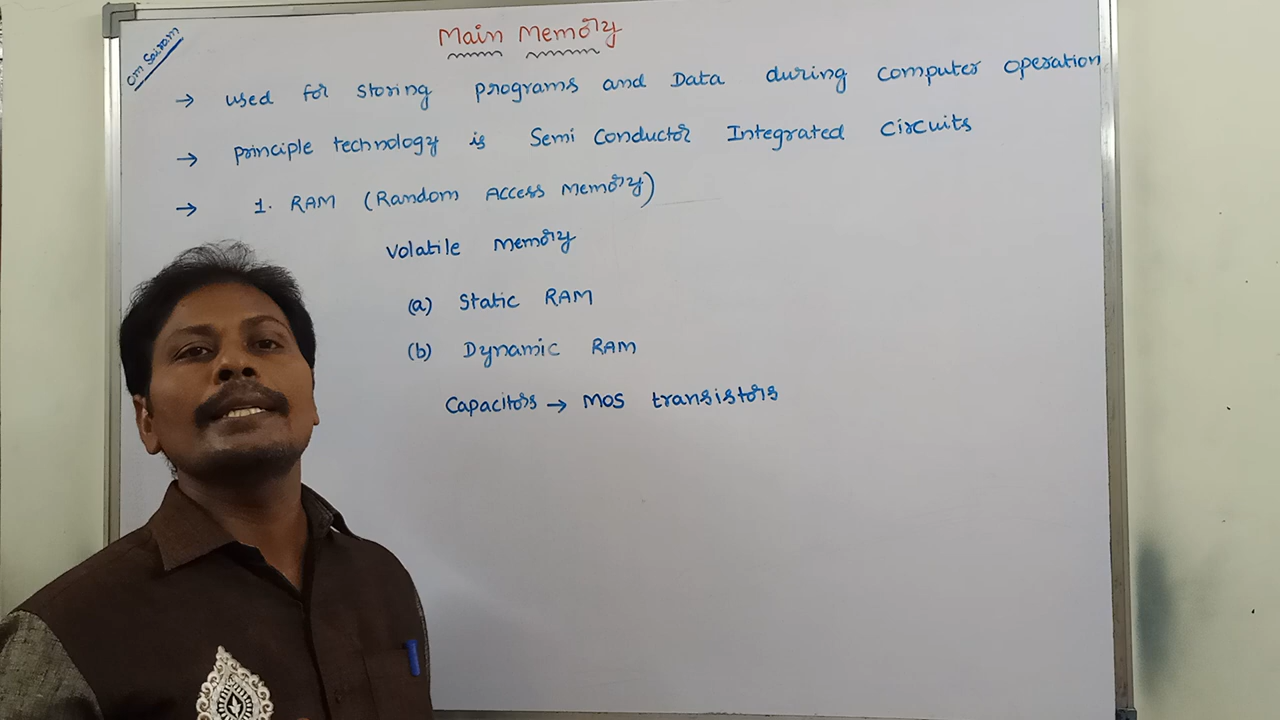 Om Sairam
Main Memory
→ used for storing programs and Data during computer operation
→ principle technology is Semi Conductor Integrated Circuits
→ 1. RAM (Random Access Memory)
Volatile Memory
(a) Static RAM
(b) Dynamic RAM
Capacitors → MOS transistors